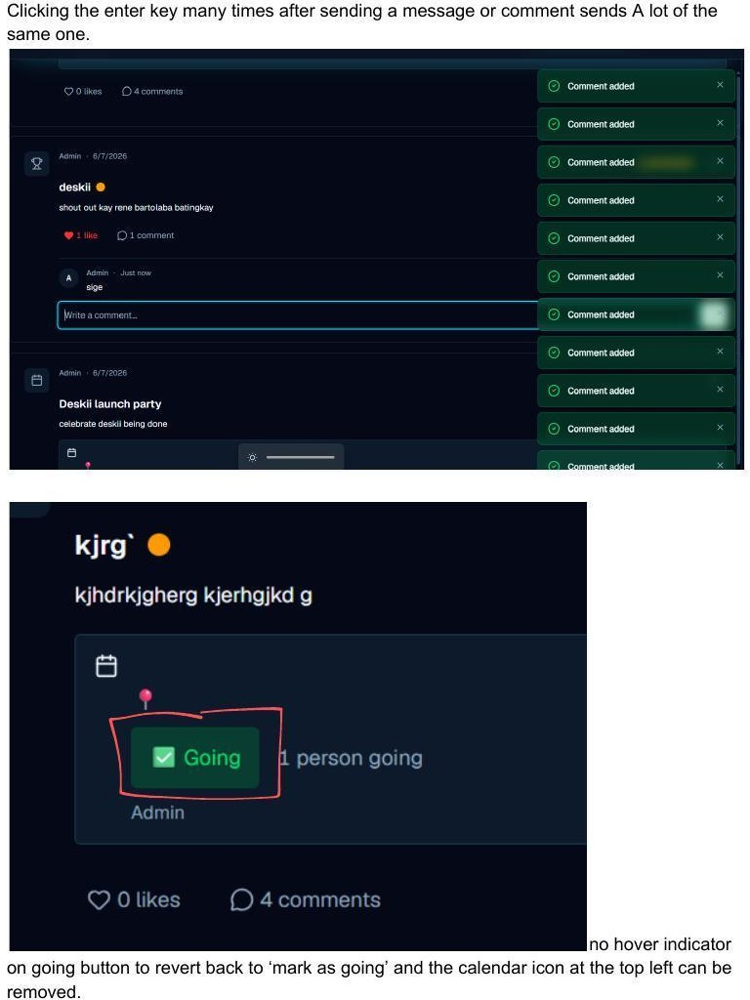 Clicking the enter key many times after sending a message or comment sends A lot of the
same one.
0 likes 4 comments
Comment added
Comment added
Admin · 6/7/2026
Comment added
deskii
Comment added
shout out kay rene bartolaba batingkay
1 like 1 comment
Comment added
Admin · Just now
Comment added
A
sige
Write a comment...
Comment added
Comment added
Admin · 6/7/2026
Comment added
Deskii launch party
celebrate deskii being done
Comment added
Comment added
kjrg`
kjhdrkjgherg kjerhgjkd g
Going 1 person going
Admin
0 likes 4 comments
no hover indicator
on going button to revert back to ‘mark as going’ and the calendar icon at the top left can be
removed.